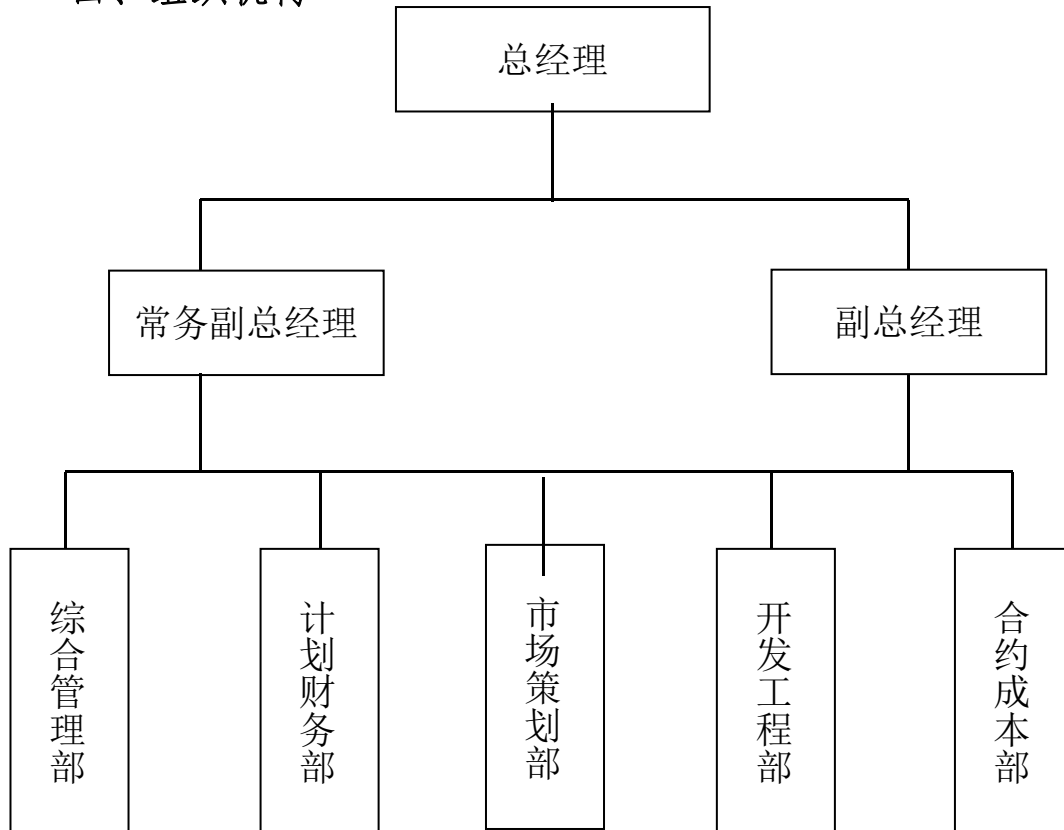 总经理
常务副总经理
副总经理
综合管理部
计划财务部
市场策划部
开发工程部
合约成本部